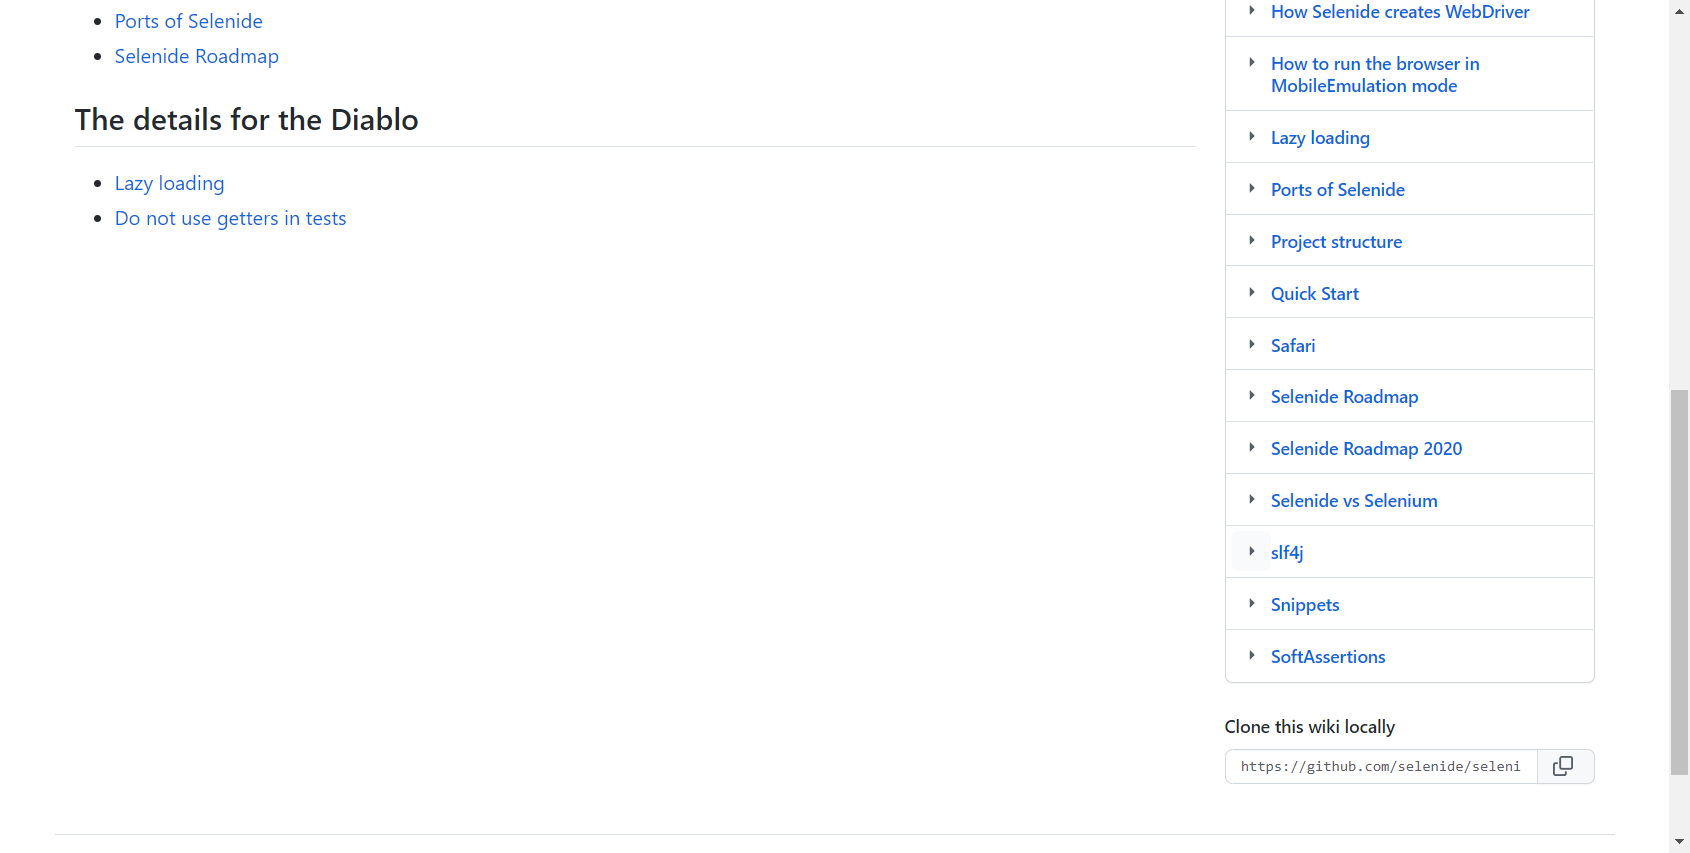 Ports of Selenide
Selenide Roadmap
The details for the Diablo
Lazy loading
Do not use getters in tests
How Selenide creates WebDriver
How to run the browser in
MobileEmulation mode
Lazy loading
Ports of Selenide
Project structure
Quick Start
Safari
Selenide Roadmap
Selenide Roadmap 2020
Selenide vs Selenium
slf4j
Snippets
SoftAssertions
Clone this wiki locally
https://github.com/selenide/seleni